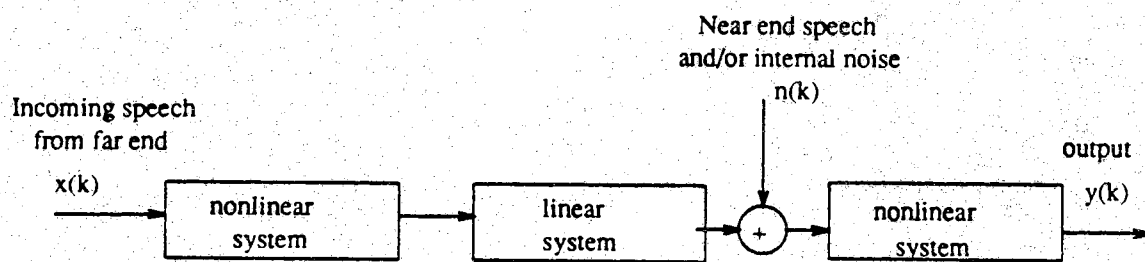 Near end speech
and/or internal noise
n(k)
Incoming speech
from far end
x(k)
nonlinear
system
linear
system
+
nonlinear
system
output
y(k)